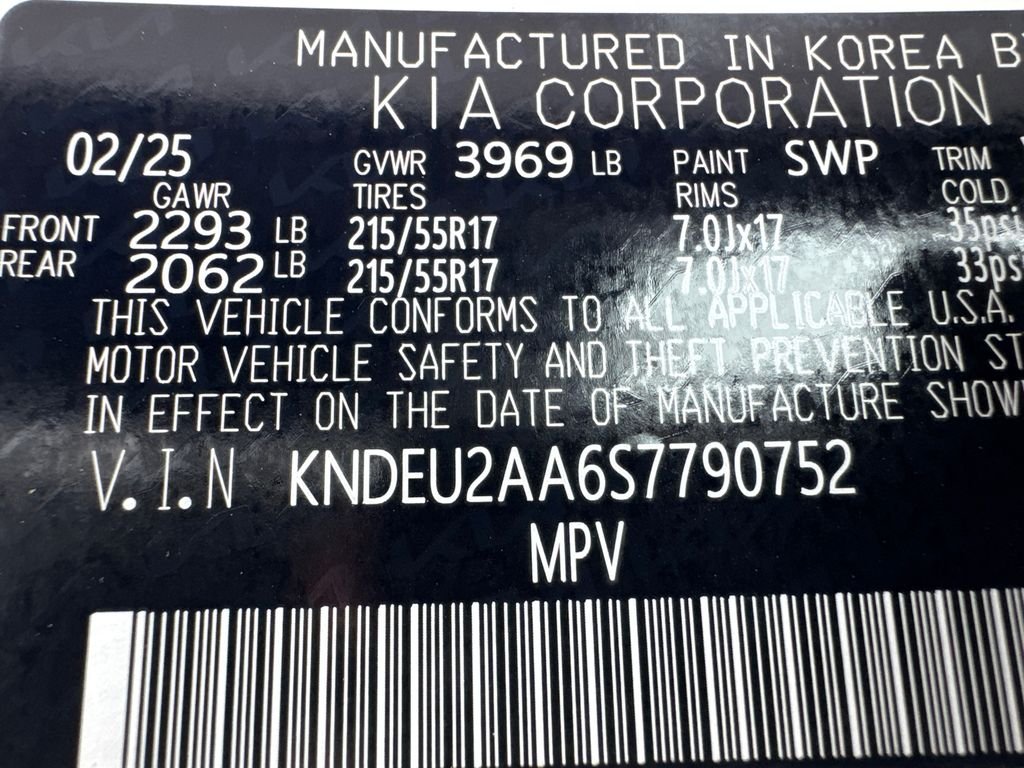 MANUFACTURED IN KOREA
KIA CORPORATION
02/25 GVWR 3969 LB PAINT SWP TRIM
GAWR TIRES RIMS COLD
FRONT 2293 LB 215/55R17 7.0Jx17 35psi
REAR 2062 LB 215/55R17 7.0Jx17 33psi
THIS VEHICLE CONFORMS TO ALL APPLICABLE U.S.A.
MOTOR VEHICLE SAFETY AND THEFT PREVENTION
IN EFFECT ON THE DATE OF MANUFACTURE SHOW
V.I.N KNDEU2AA6S7790752
MPV